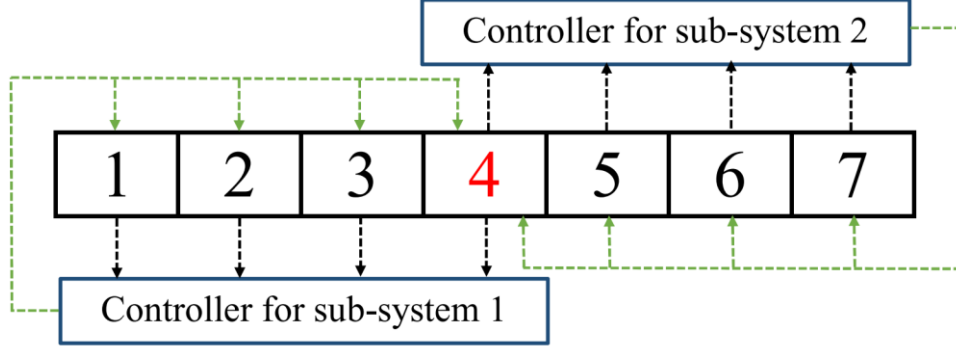 Controller for sub-system 2
1 2 3 4 5 6 7
Controller for sub-system 1